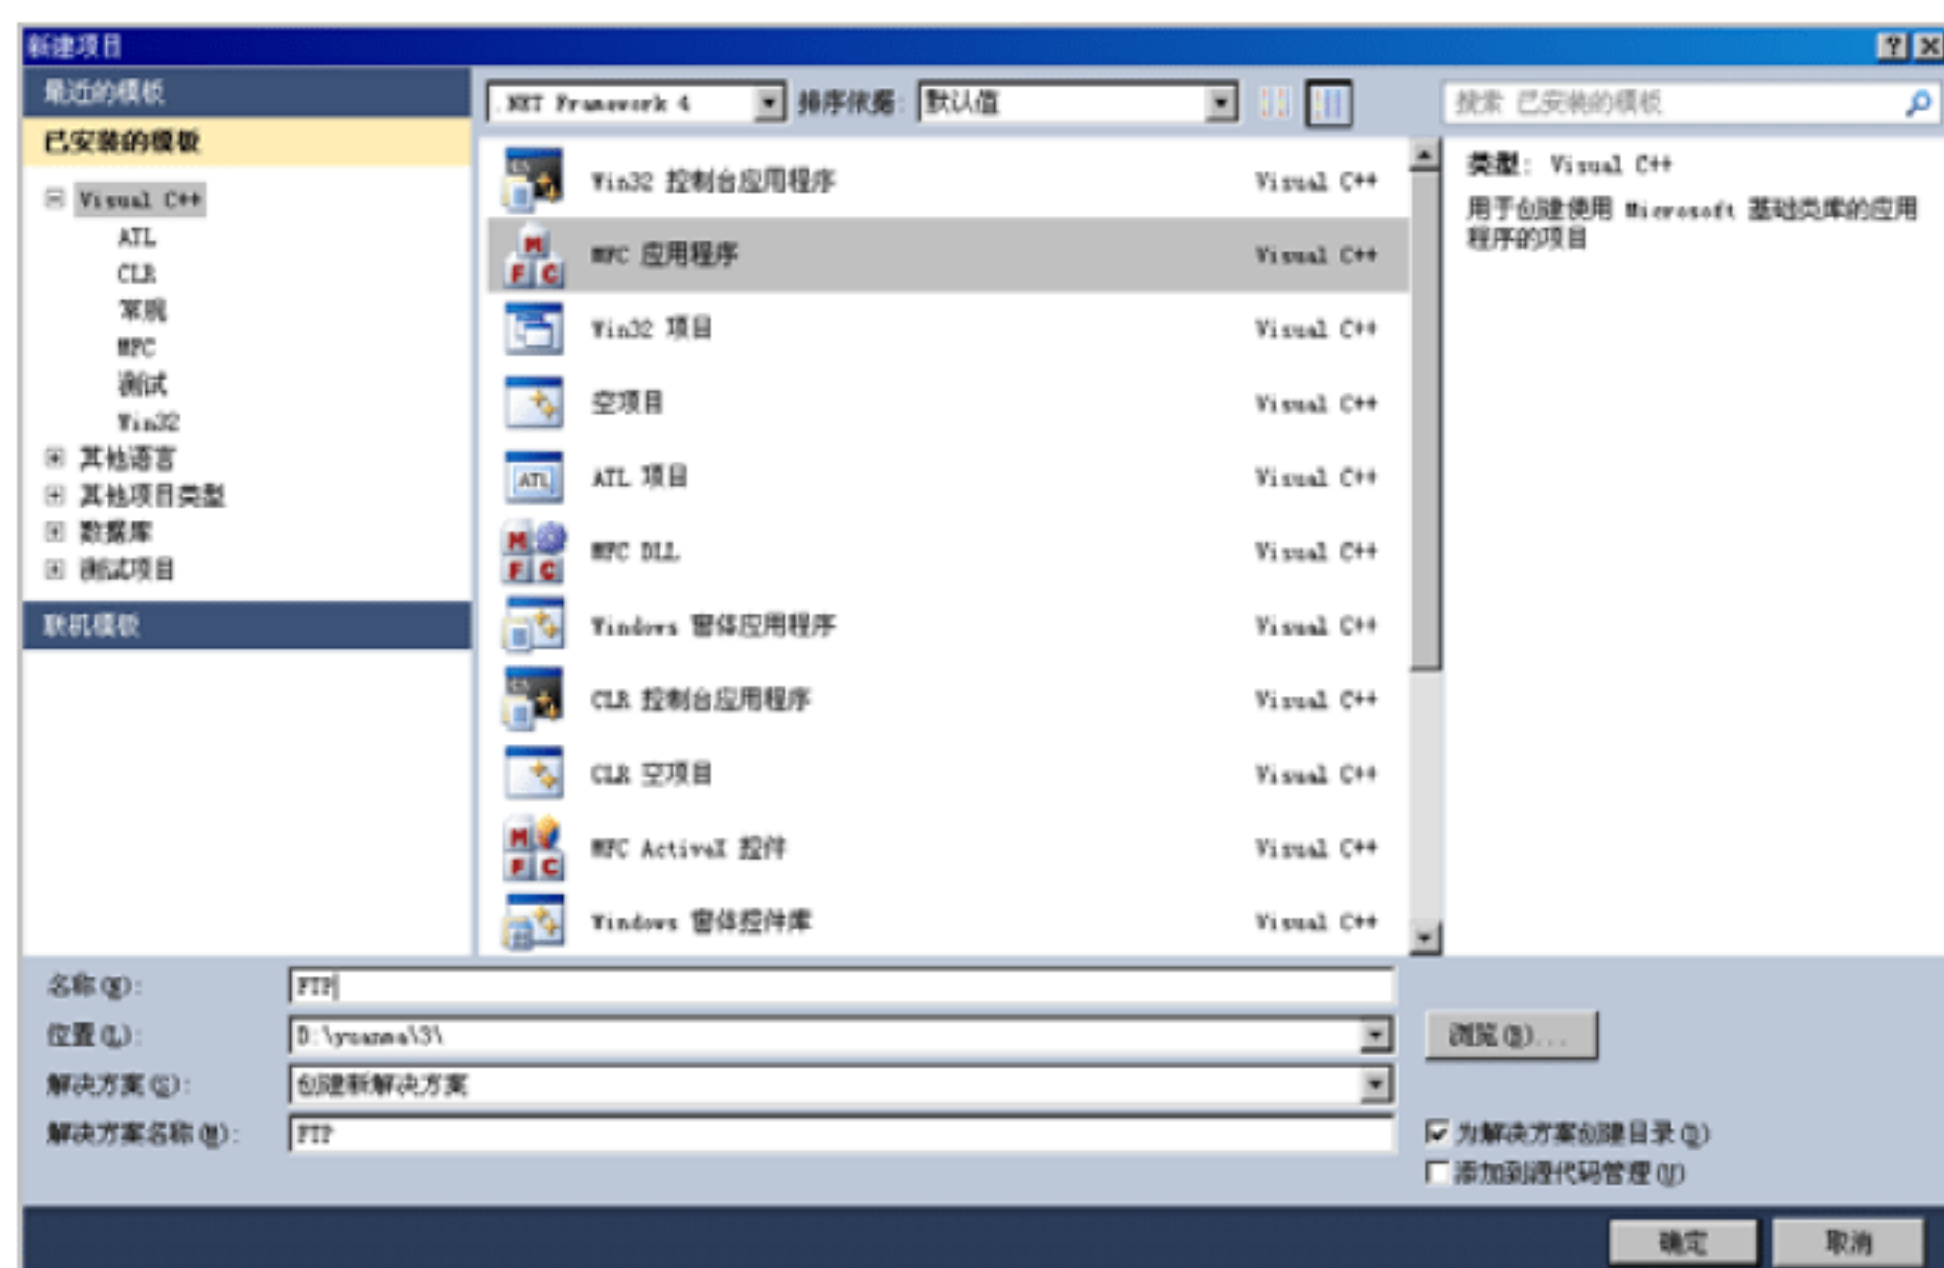 新建项目
最近的模板
已安装的模板
Visual C++
ATL
CLR
常规
MFC
测试
Win32
其他语言
其他项目类型
数据库
测试项目
联机模板
.NET Framework 4 排序依据: 默认值
Win32 控制台应用程序 Visual C++
MFC 应用程序 Visual C++
Win32 项目 Visual C++
空项目 Visual C++
ATL 项目 Visual C++
MFC DLL Visual C++
Windows 窗体应用程序 Visual C++
CLR 控制台应用程序 Visual C++
CLR 空项目 Visual C++
MFC ActiveX 控件 Visual C++
Windows 窗体控件库 Visual C++
搜索 已安装的模板
类型: Visual C++
用于创建使用 Microsoft 基础类库的应用
程序的项目
名称(N): FTP
位置(L): D:\yuanma\3\ 浏览(B)...
解决方案(S): 创建新解决方案
解决方案名称(M): FTP
为解决方案创建目录(D)
添加到源代码管理(U)
确定 取消